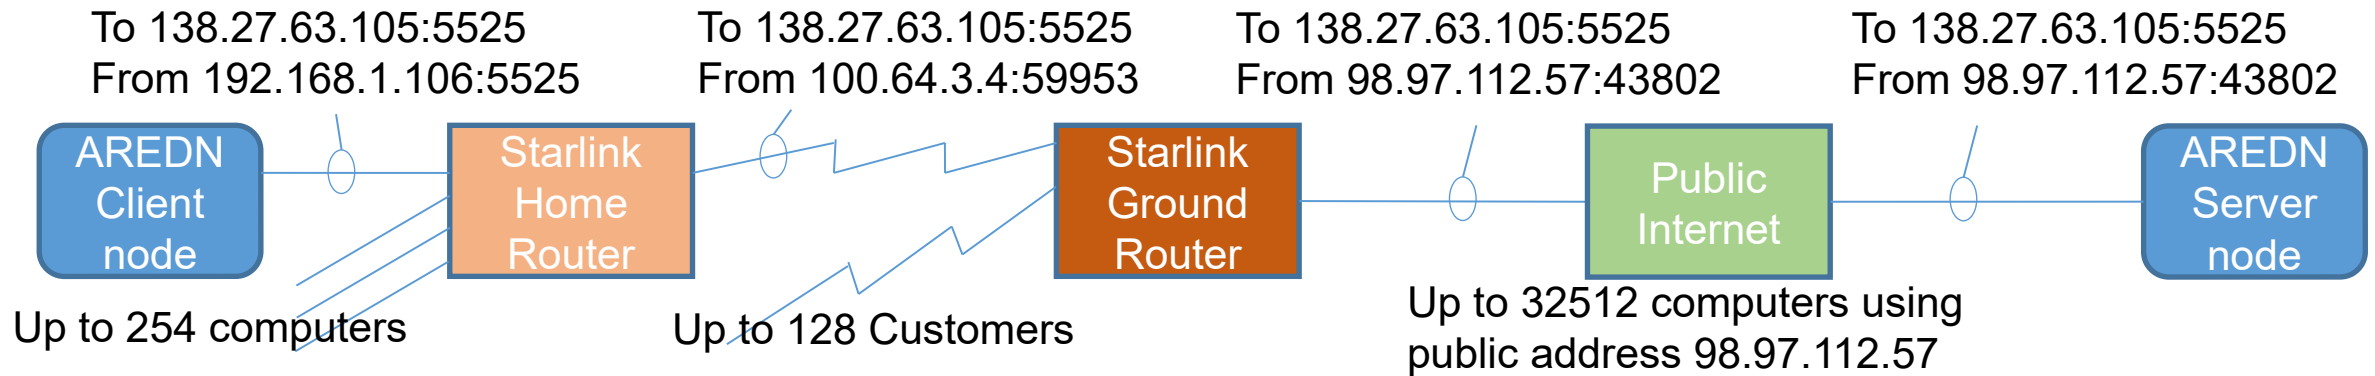 To 138.27.63.105:5525
From 192.168.1.106:5525
To 138.27.63.105:5525
From 100.64.3.4:59953
To 138.27.63.105:5525
From 98.97.112.57:43802
To 138.27.63.105:5525
From 98.97.112.57:43802
AREDN
Client
node
Starlink
Home
Router
Starlink
Ground
Router
Public
Internet
AREDN
Server
node
Up to 254 computers
Up to 128 Customers
Up to 32512 computers using
public address 98.97.112.57